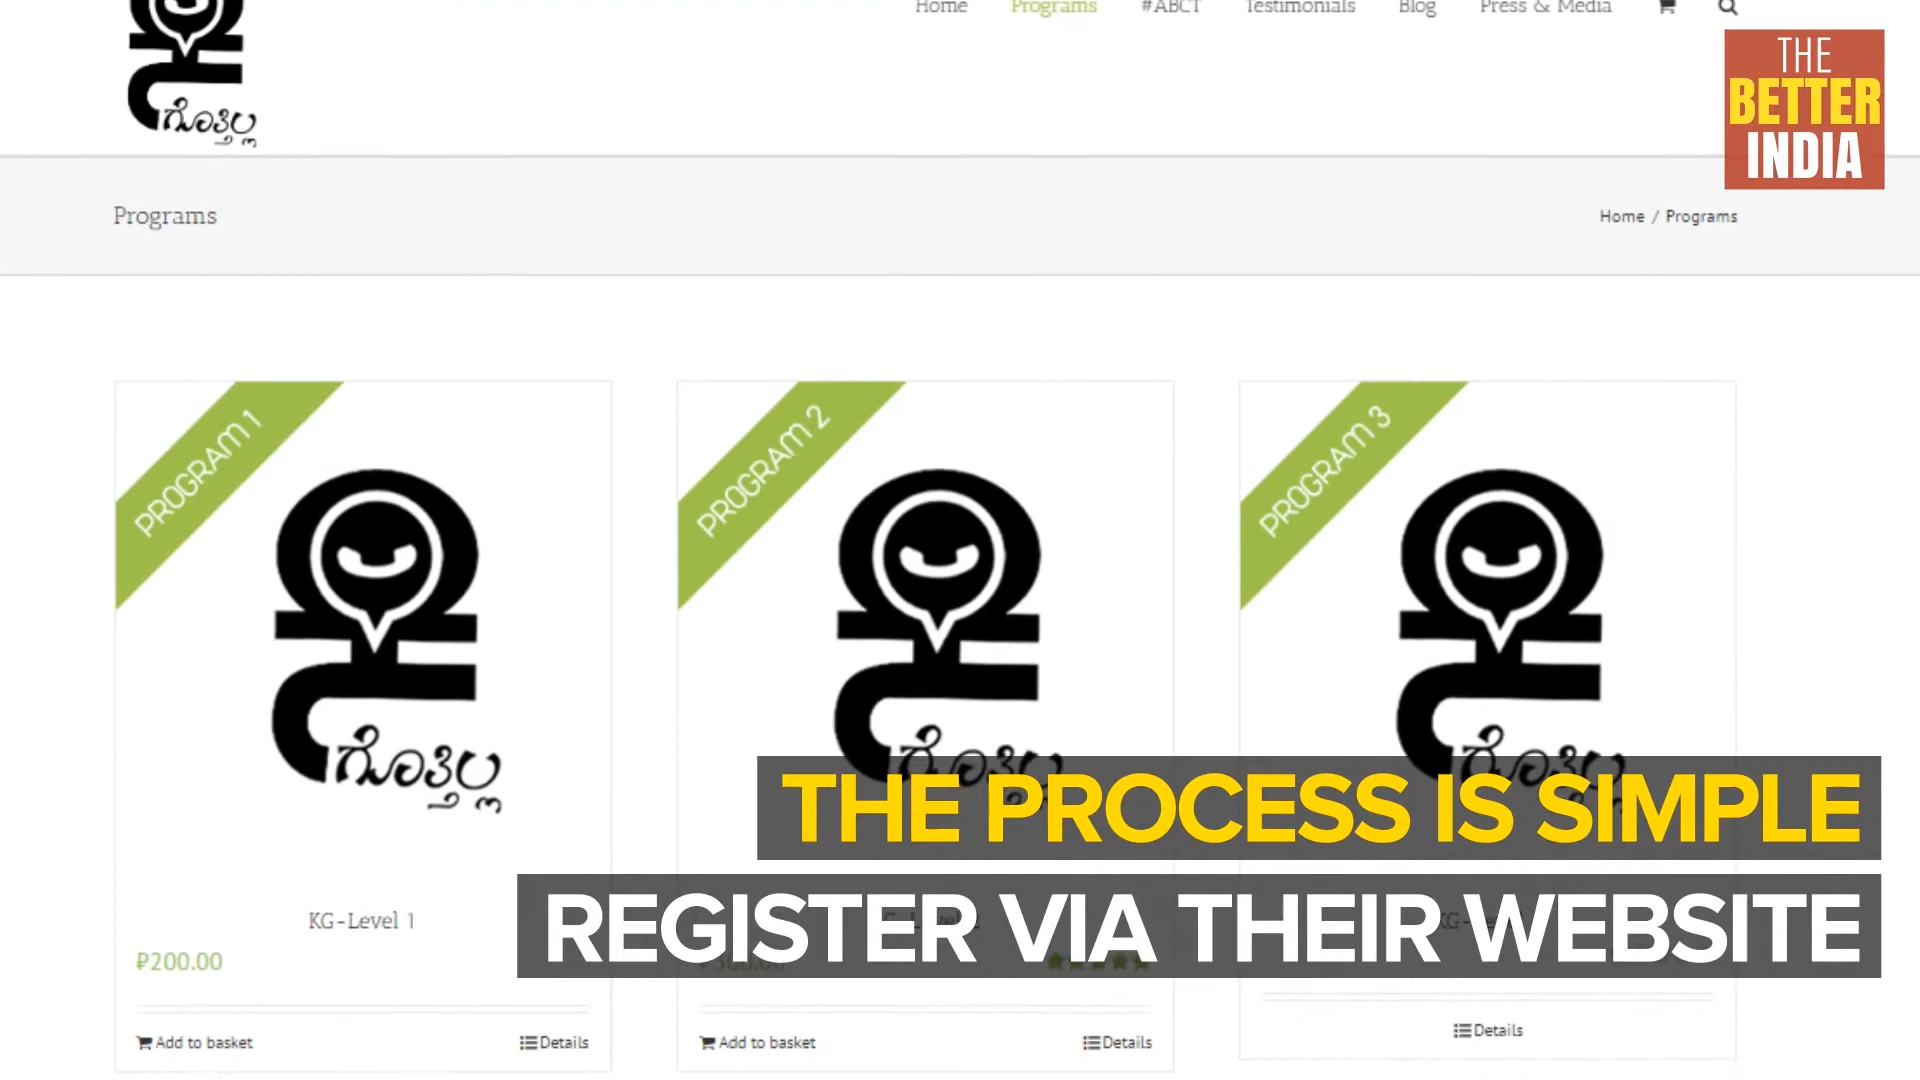 Home Programs #ABCT Testimonials Blog Press & Media
THE
BETTER
INDIA
ಗೊತ್ತಿಲ್ಲ
Programs
Home / Programs
PROGRAM 1
PROGRAM 2
PROGRAM 3
ಗೊತ್ತಿಲ್ಲ
ಗೊತ್ತಿಲ್ಲ
ಗೊತ್ತಿಲ್ಲ
THE PROCESS IS SIMPLE
REGISTER VIA THEIR WEBSITE
KG-Level 1
₽200.00
Add to basket
Details
Add to basket
Details
Details